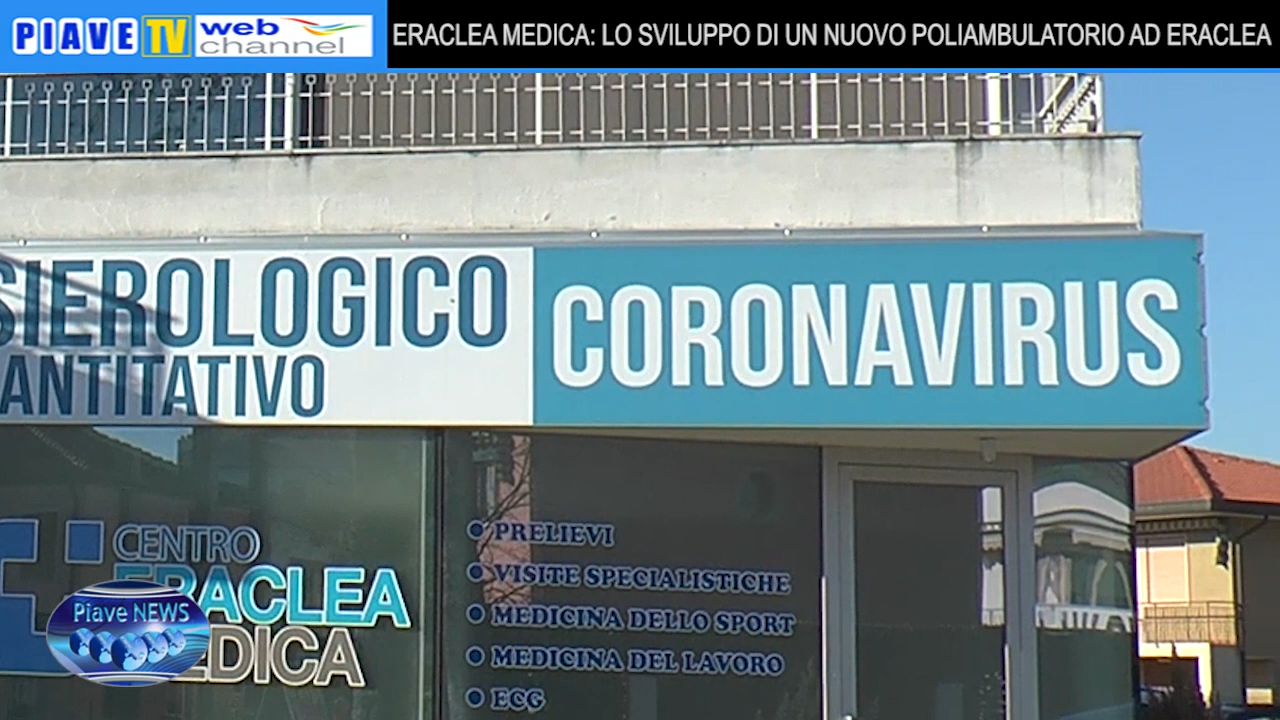 PIAVE TV web channel
ERACLEA MEDICA: LO SVILUPPO DI UN NUOVO POLIAMBULATORIO AD ERACLEA
SIEROLOGICO
ANTITATIVO
CORONAVIRUS
CENTRO
ERACLEA
MEDICA
Piave NEWS
● PRELIEVI
● VISITE SPECIALISTICHE
● MEDICINA DELLO SPORT
● MEDICINA DEL LAVORO
● ECG